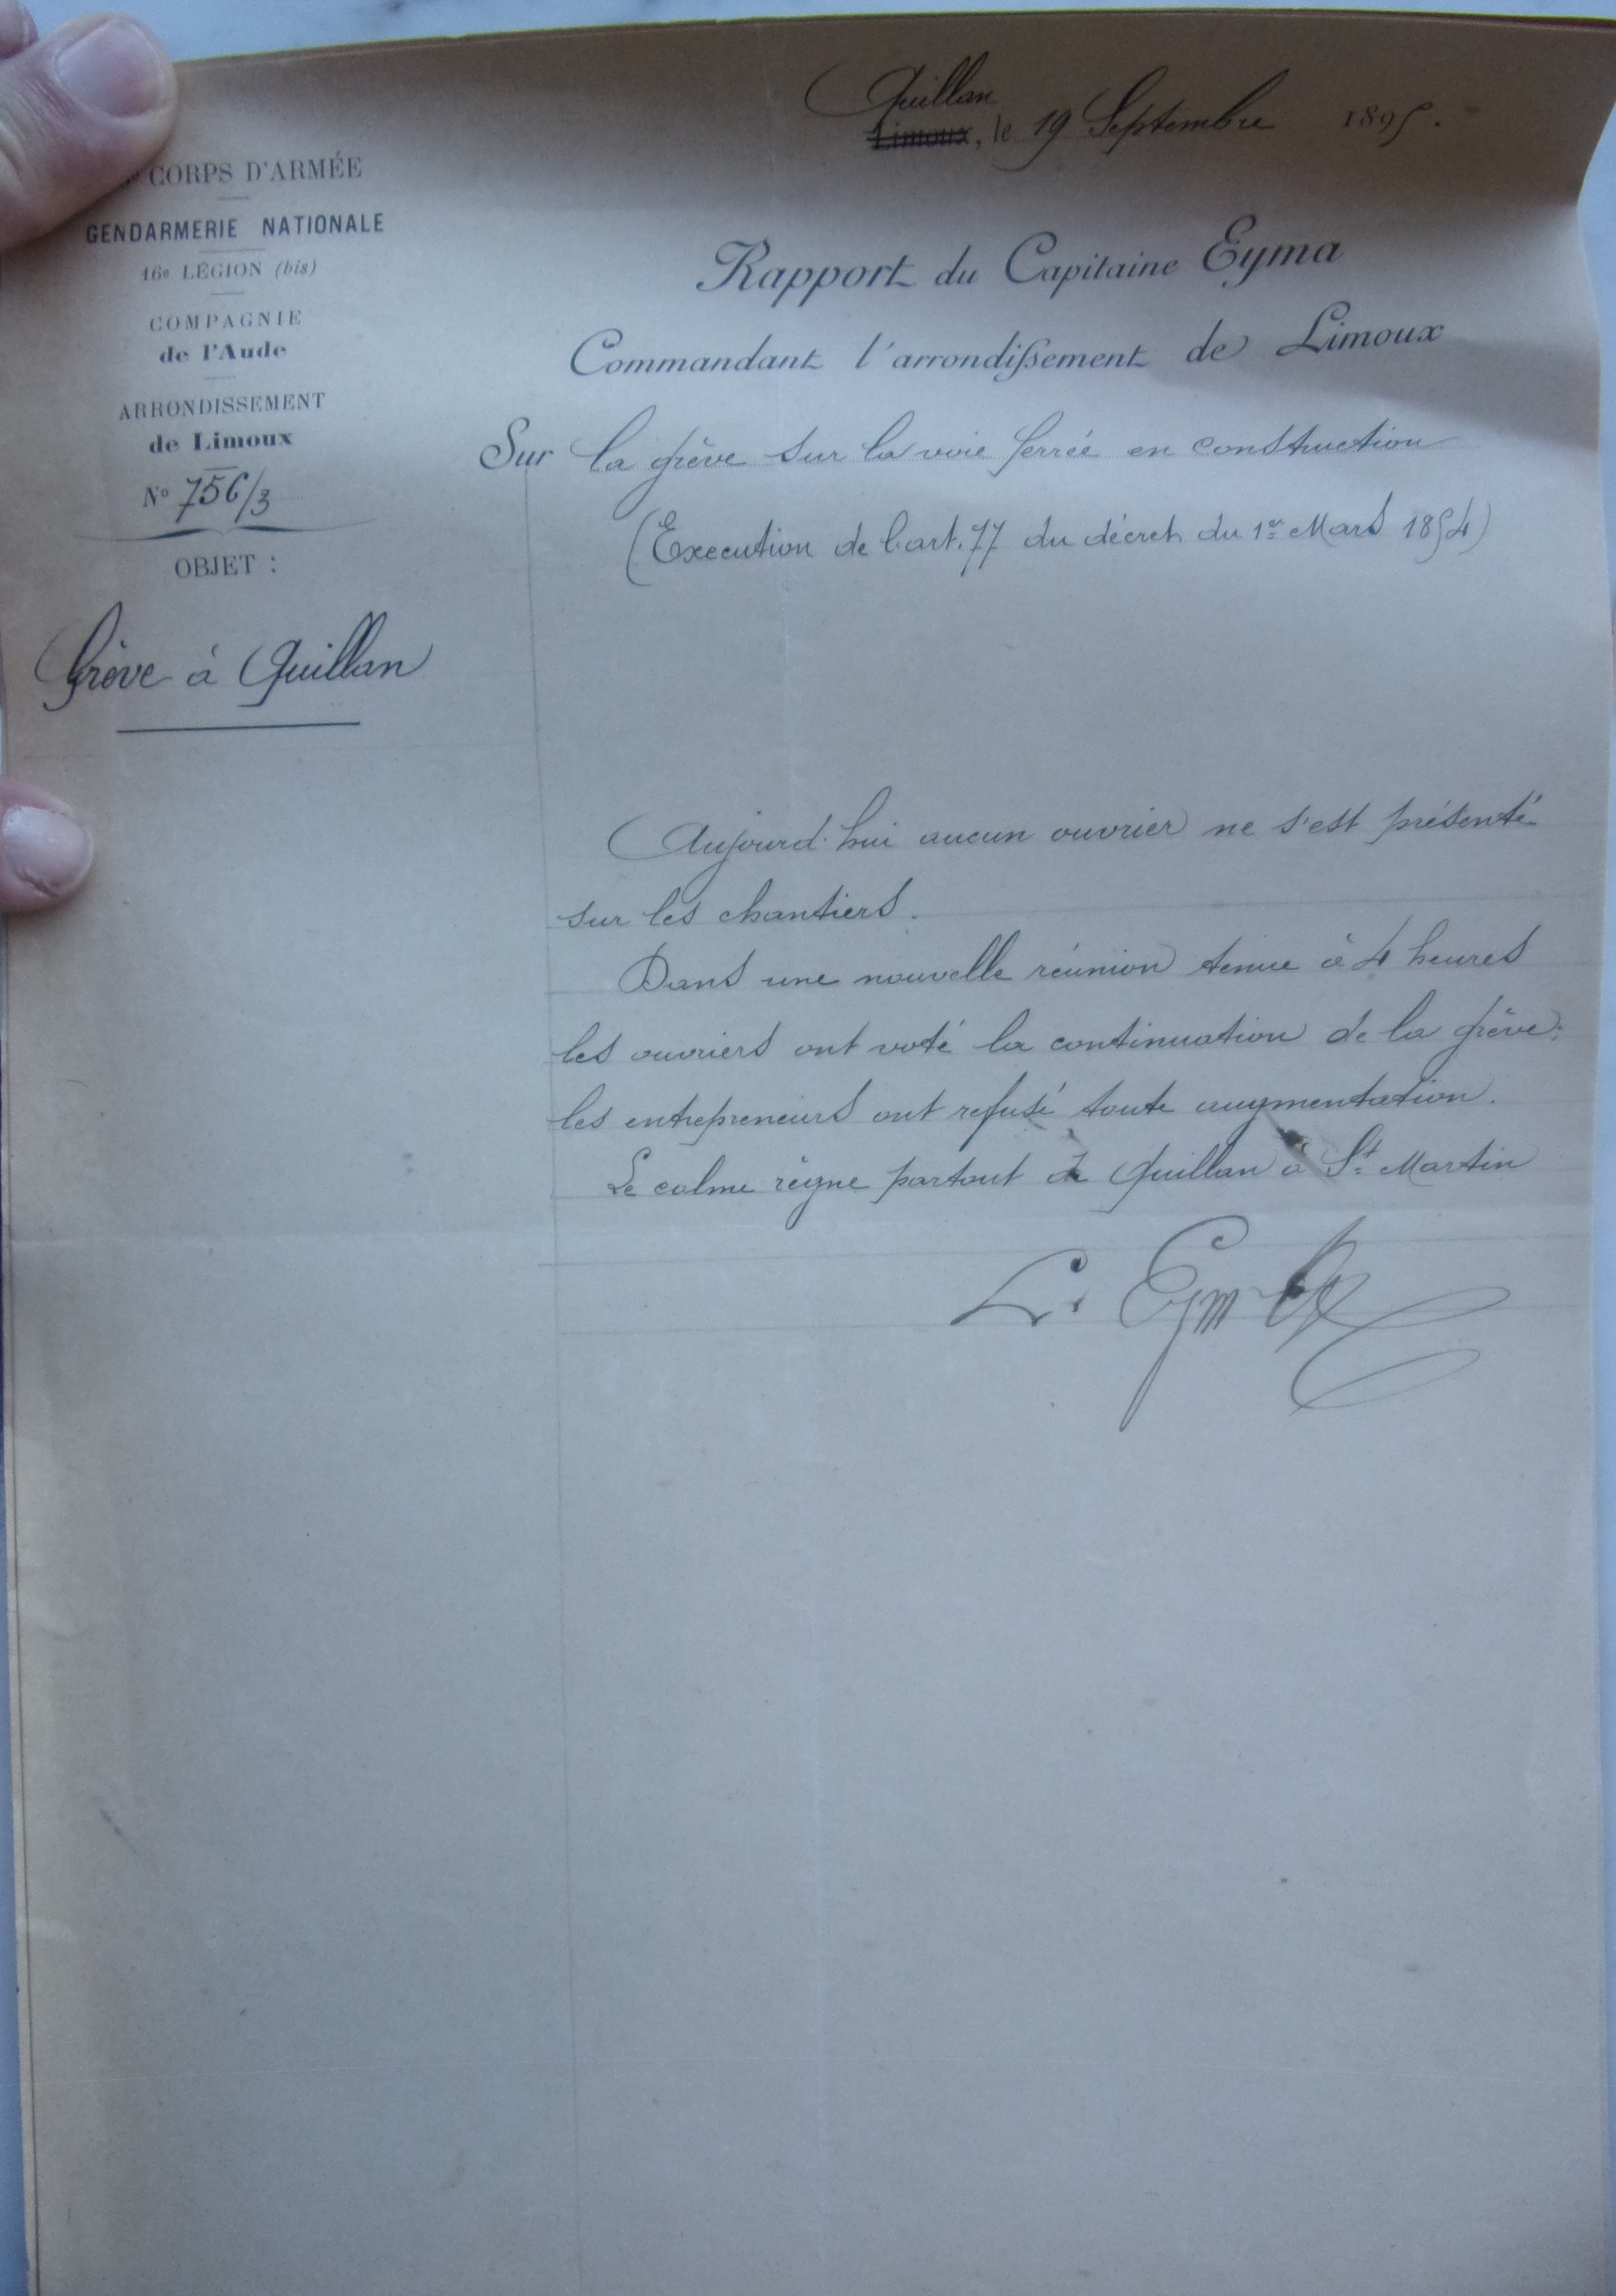 Quillan
Limoux, le 19 Septembre 1895.
CORPS D'ARMÉE
GENDARMERIE NATIONALE
16e LÉGION (bis)
COMPAGNIE
de l'Aude
ARRONDISSEMENT
de Limoux
No 756/3
OBJET :
Grève à Quillan
Rapport du Capitaine Eyma
Commandant l'arrondissement de Limoux
Sur la grève sur la voie ferrée en construction
(Execution de l'art. 77 du décret du 1er Mars 1854)
Aujourd'hui aucun ouvrier ne s'est présenté
sur les chantiers.
Dans une nouvelle réunion tenue à 4 heures
les ouvriers ont voté la continuation de la grève:
les entrepreneurs ont refusé toute augmentation.
Le calme règne partout de Quillan à St Martin
L. Eyma